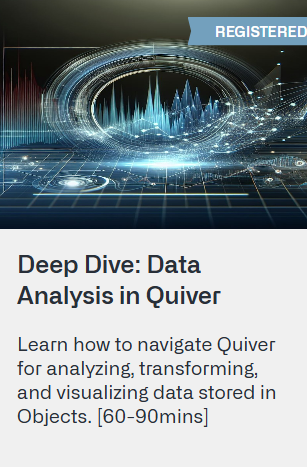 REGISTERED
Deep Dive: Data
Analysis in Quiver
Learn how to navigate Quiver
for analyzing, transforming,
and visualizing data stored in
Objects. [60-90mins]